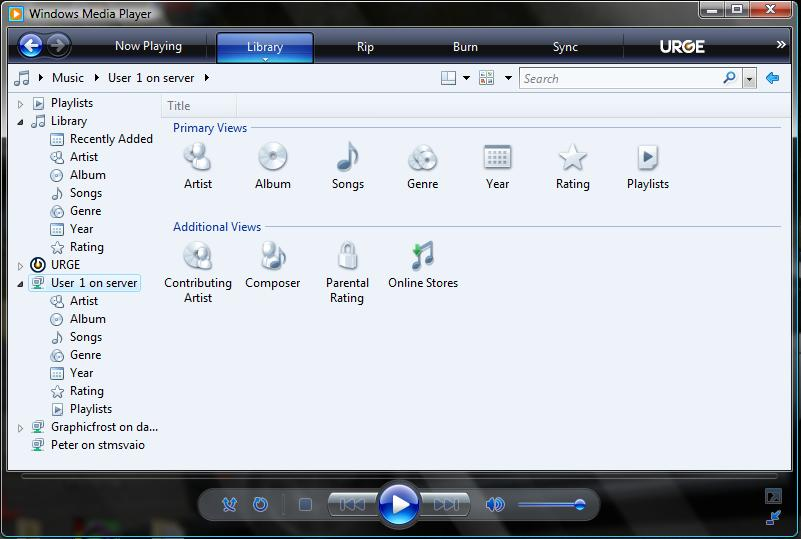 Windows Media Player
Now Playing
Library
Rip
Burn
Sync
URGE
»
Music
User 1 on server
Search
Playlists
Library
Recently Added
Artist
Album
Songs
Genre
Year
Rating
URGE
User 1 on server
Artist
Album
Songs
Genre
Year
Rating
Playlists
Graphicfrost on da...
Peter on stmsvaio
Title
Primary Views
Artist
Album
Songs
Genre
Year
Rating
Playlists
Additional Views
Contributing
Artist
Composer
Parental
Rating
Online Stores